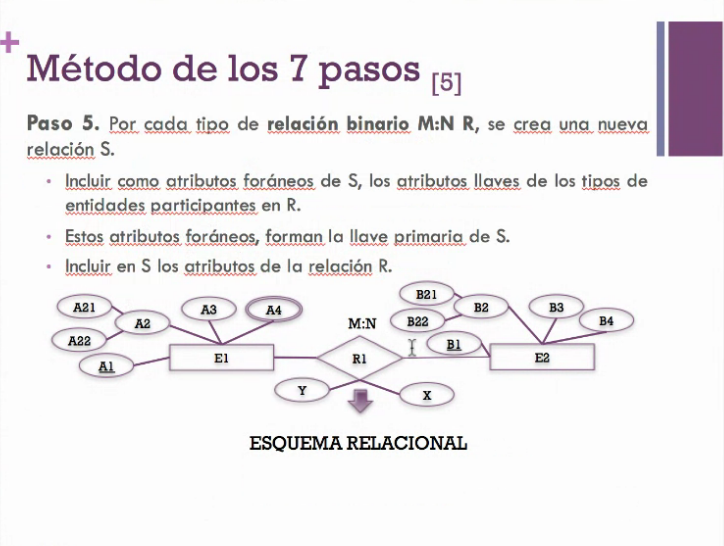 +
Método de los 7 pasos [5]
Paso 5. Por cada tipo de relación binario M:N R, se crea una nueva
relación S.
• Incluir como atributos foráneos de S, los atributos llaves de los tipos de
entidades participantes en R.
• Estos atributos foráneos, forman la llave primaria de S.
• Incluir en S los atributos de la relación R.
A21
A22
A2
A1
A3
A4
E1
M:N
R1
Y
X
B21
B22
B2
B1
B3
B4
E2
ESQUEMA RELACIONAL